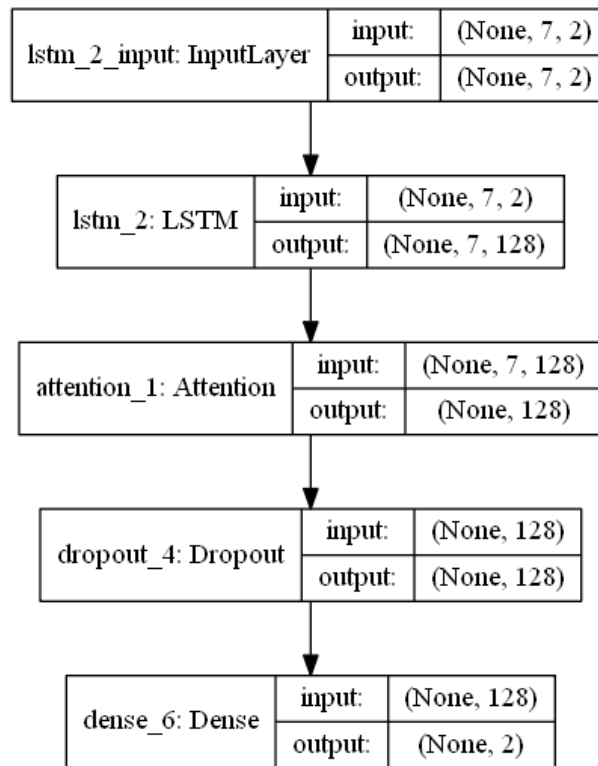 lstm_2_input: InputLayer
input: (None, 7, 2)
output: (None, 7, 2)
lstm_2: LSTM
input: (None, 7, 2)
output: (None, 7, 128)
attention_1: Attention
input: (None, 7, 128)
output: (None, 128)
dropout_4: Dropout
input: (None, 128)
output: (None, 128)
dense_6: Dense
input: (None, 128)
output: (None, 2)